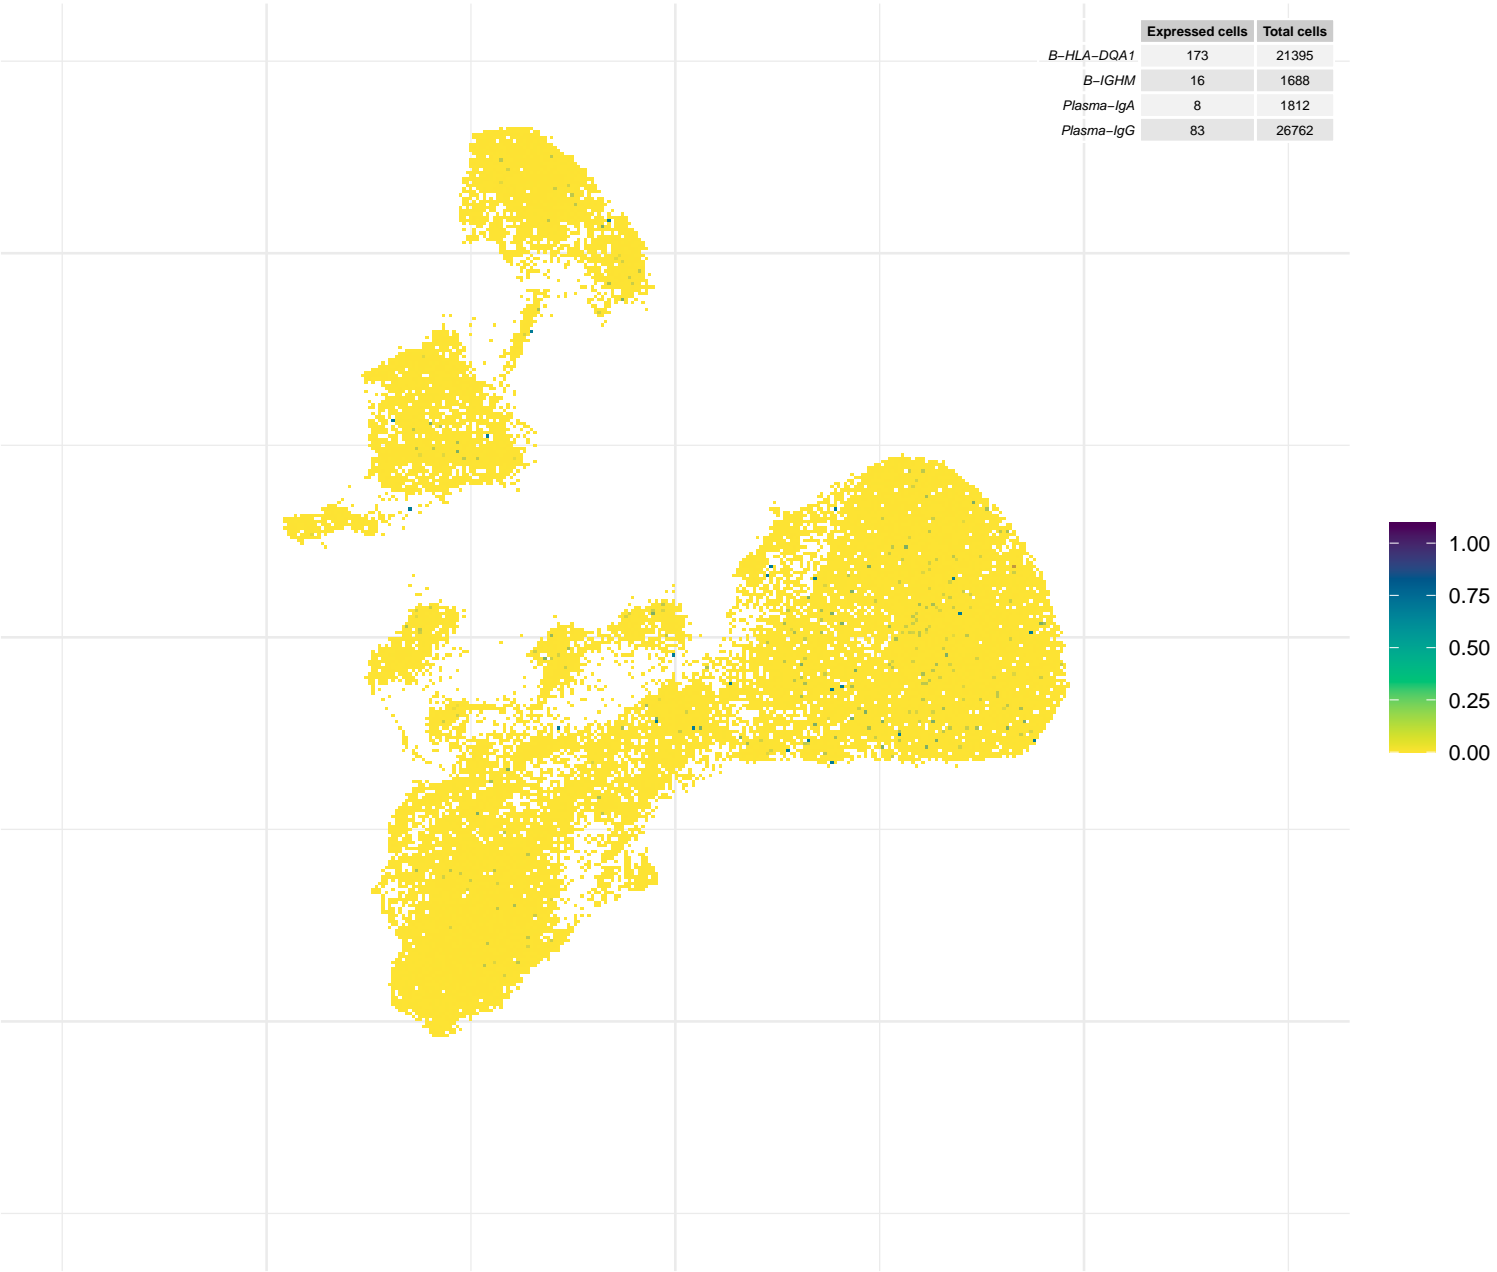 Expressed cells Total cells
B−HLA−DQA1 173 21395
B−IGHM 16 1688
Plasma−IgA 8 1812
Plasma−IgG 83 26762
1.00
0.75
0.50
0.25
0.00